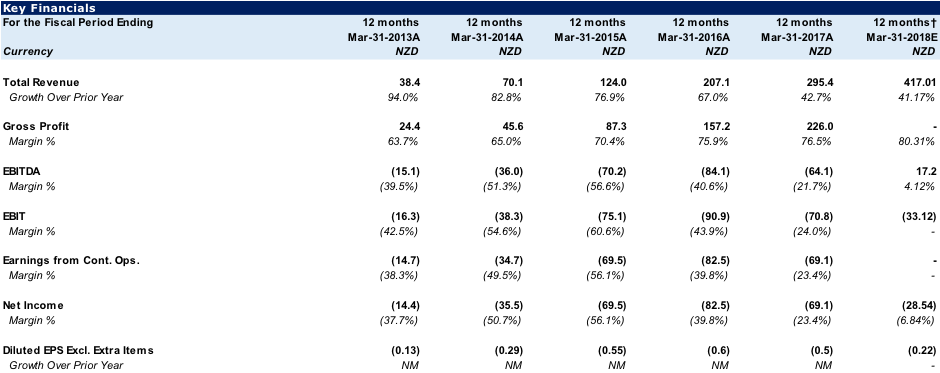 Key Financials
For the Fiscal Period Ending 12 months 12 months 12 months 12 months 12 months 12 months†
Mar-31-2013A Mar-31-2014A Mar-31-2015A Mar-31-2016A Mar-31-2017A Mar-31-2018E
Currency NZD NZD NZD NZD NZD NZD
Total Revenue 38.4 70.1 124.0 207.1 295.4 417.01
Growth Over Prior Year 94.0% 82.8% 76.9% 67.0% 42.7% 41.17%
Gross Profit 24.4 45.6 87.3 157.2 226.0 -
Margin % 63.7% 65.0% 70.4% 75.9% 76.5% 80.31%
EBITDA (15.1) (36.0) (70.2) (84.1) (64.1) 17.2
Margin % (39.5%) (51.3%) (56.6%) (40.6%) (21.7%) 4.12%
EBIT (16.3) (38.3) (75.1) (90.9) (70.8) (33.12)
Margin % (42.5%) (54.6%) (60.6%) (43.9%) (24.0%) -
Earnings from Cont. Ops. (14.7) (34.7) (69.5) (82.5) (69.1) -
Margin % (38.3%) (49.5%) (56.1%) (39.8%) (23.4%) -
Net Income (14.4) (35.5) (69.5) (82.5) (69.1) (28.54)
Margin % (37.7%) (50.7%) (56.1%) (39.8%) (23.4%) (6.84%)
Diluted EPS Excl. Extra Items (0.13) (0.29) (0.55) (0.6) (0.5) (0.22)
Growth Over Prior Year NM NM NM NM NM -